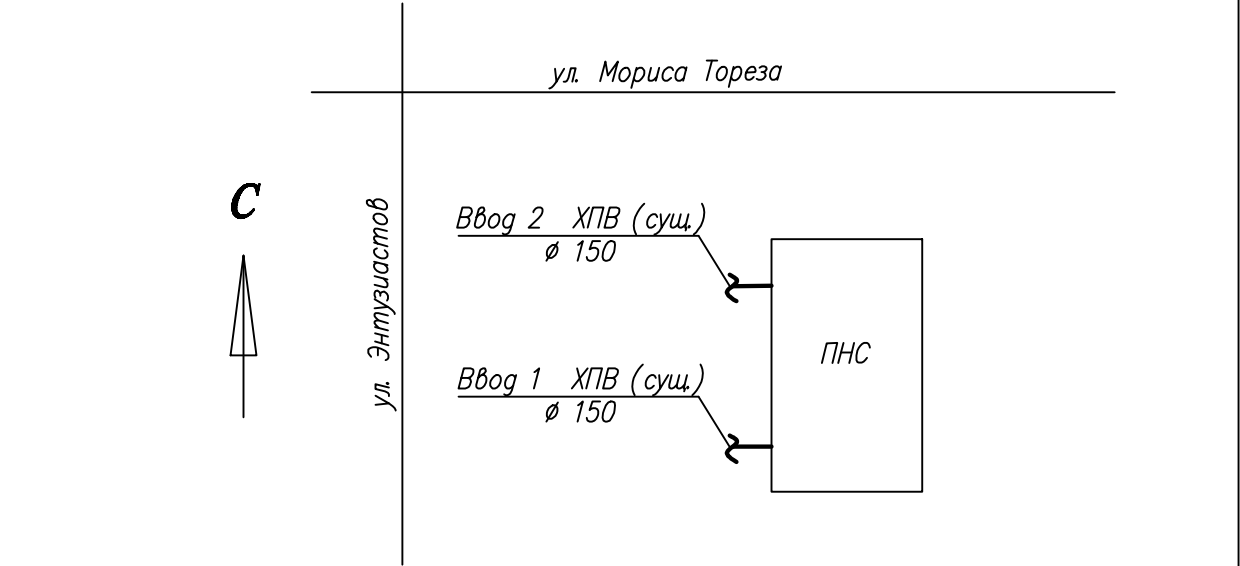 ул. Мориса Тореза
С
ул. Энтузиастов
Ввод 2 ХПВ (сущ.)
ø 150
ПНС
Ввод 1 ХПВ (сущ.)
ø 150